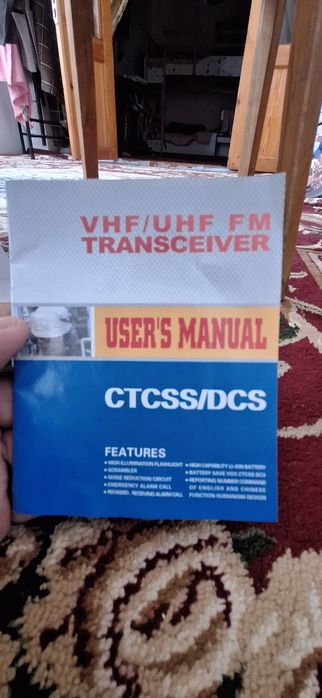 VHF/UHF FM
TRANSCEIVER
USER'S MANUAL
CTCSS/DCS
FEATURES
• HIGH ILLUMINATION FLASHLIGHT
• SCRAMBLER
• NOISE REDUCTION CIRCUIT
• EMERGENCY ALARM CALL
• FM RADIO, RECEIVING ALARM CALL
• HIGH CAPABILITY LI-ION BATTERY
• BATTERY SAVE VOX CTCSS DCS
• REPORTING NUMBER COMMAND
OF ENGLISH AND CHINESE
FUNCTION HUMANISM DESIGN